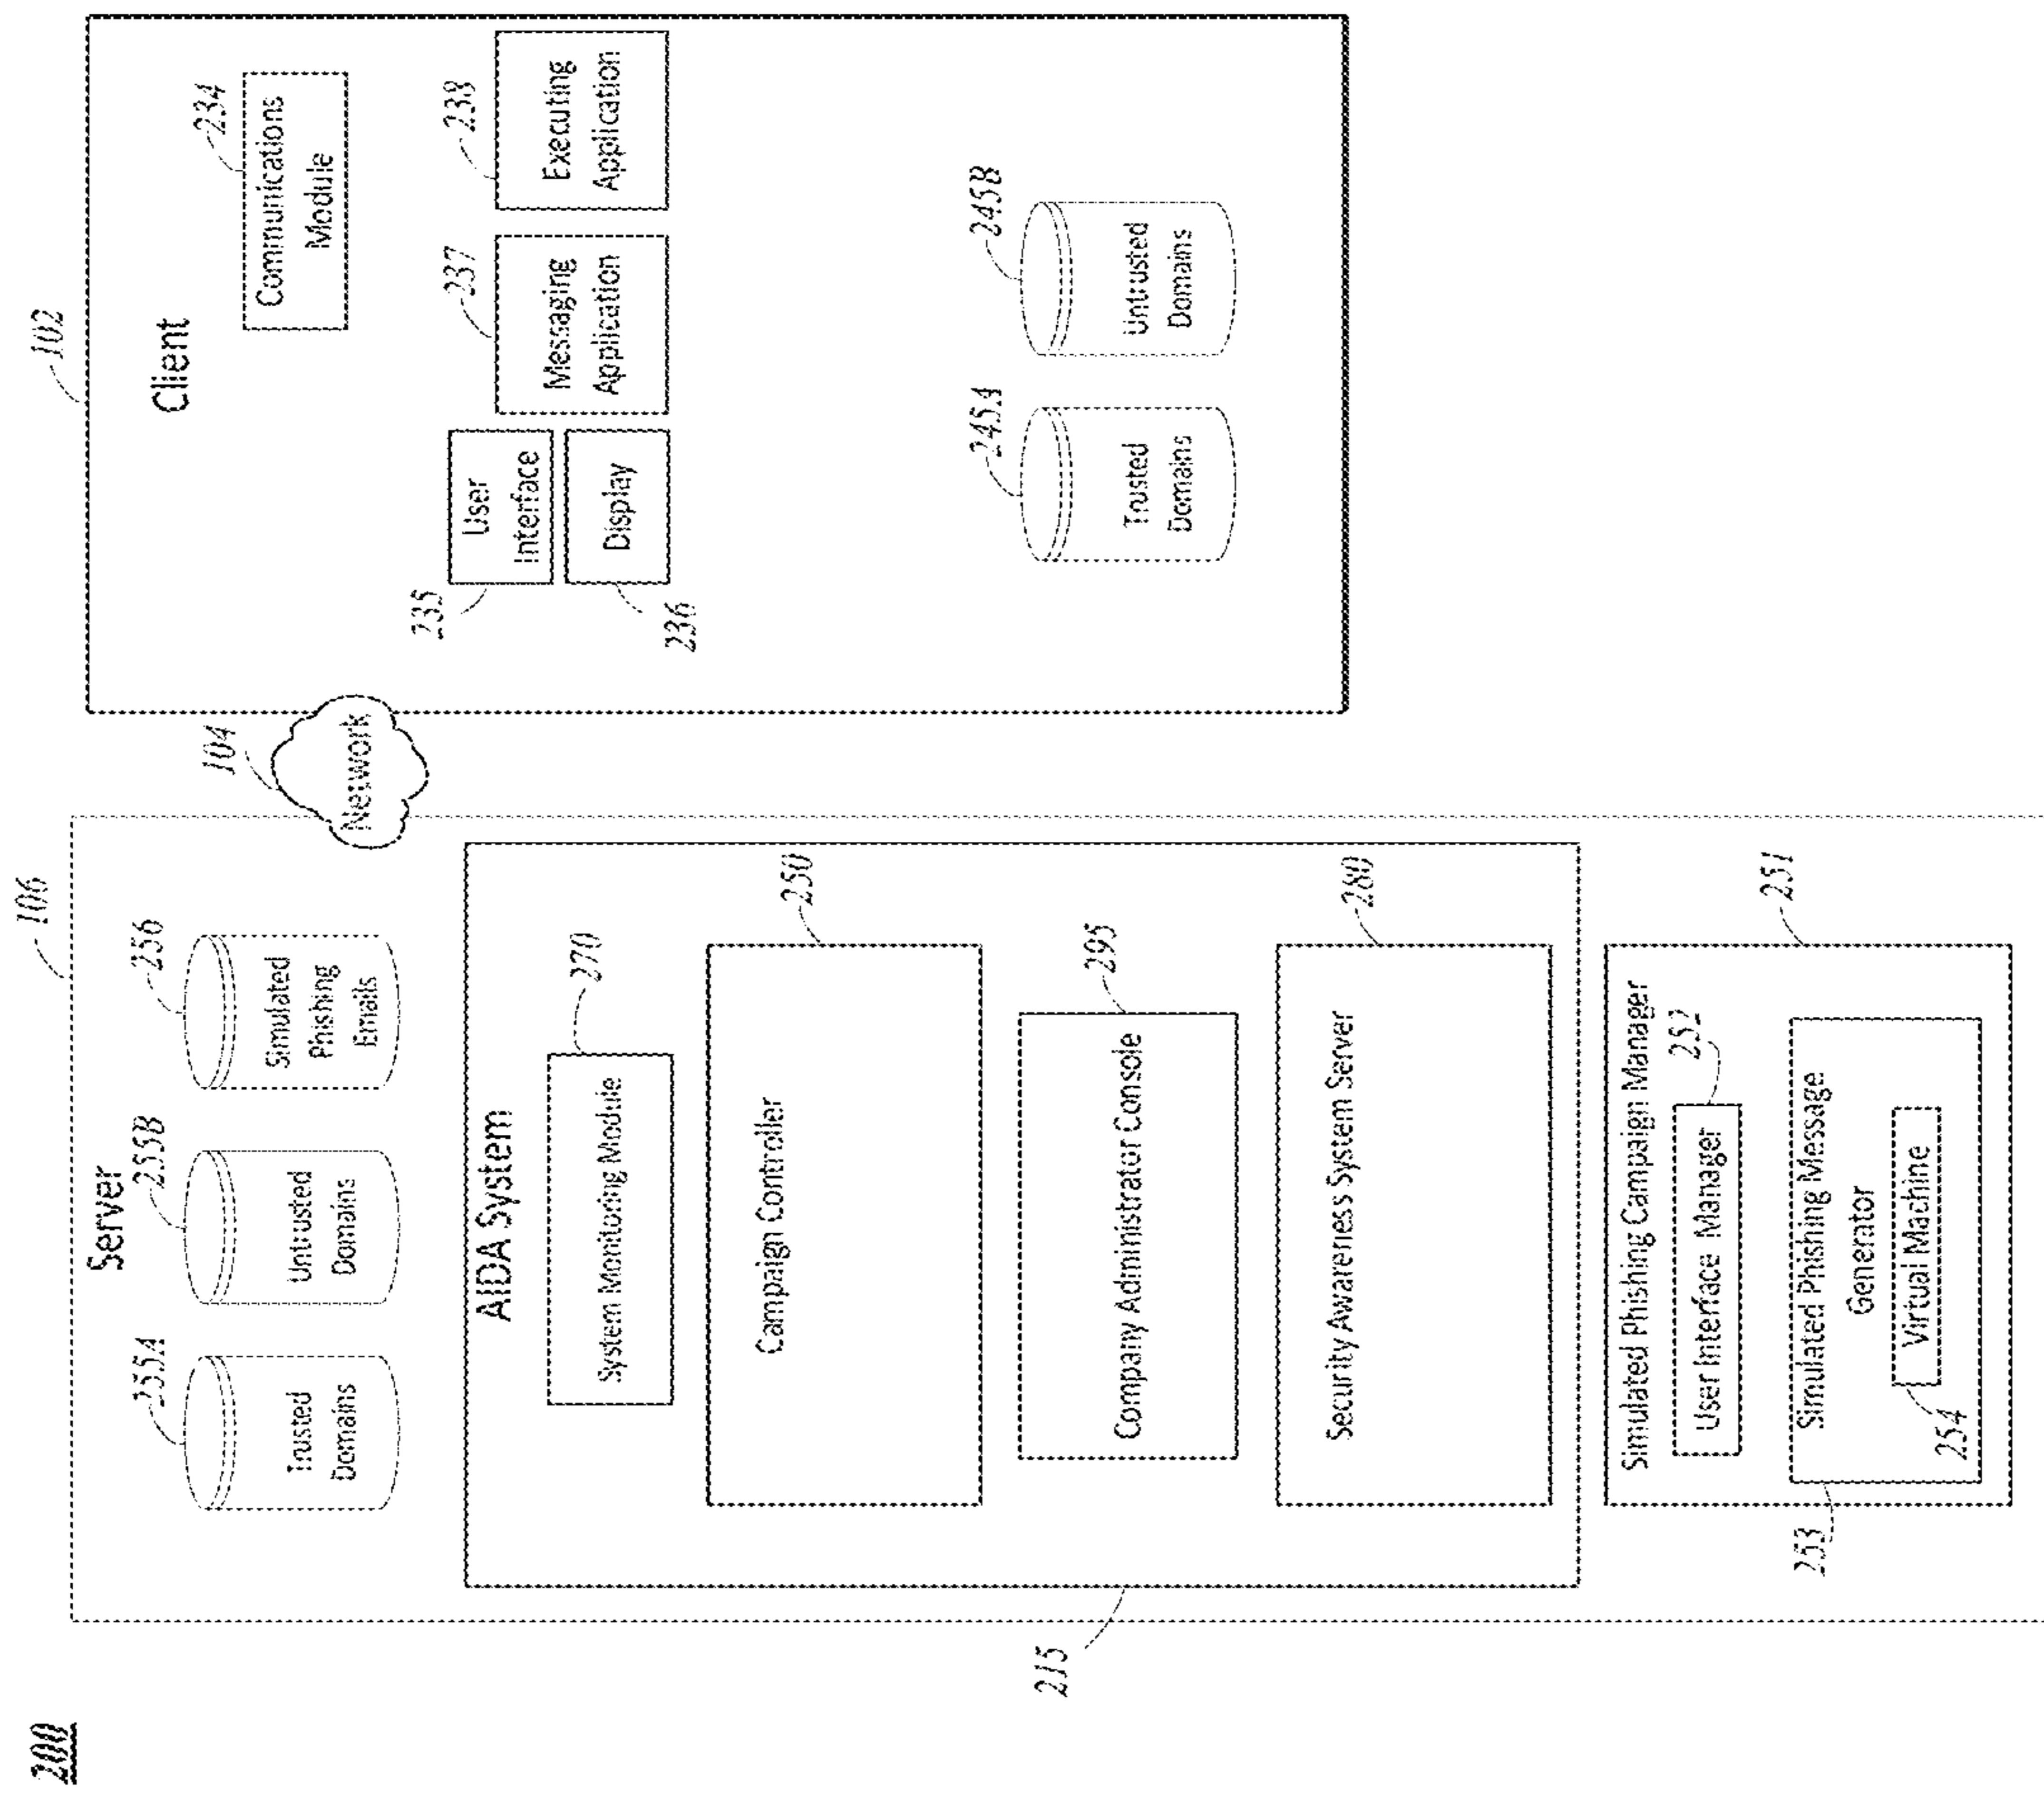 200
106
Server
255A
Trusted
Domains
255B
Untrusted
Domains
256
Simulated
Phishing
Emails
AIDA System
215
270
System Monitoring Module
250
Campaign Controller
295
Company Administrator Console
280
Security Awareness System Server
251
Simulated Phishing Campaign Manager
252
User Interface Manager
253
Simulated Phishing Message
Generator
Virtual Machine
254
104
Network
102
Client
234
Communications
Module
235
User
Interface
Display
236
237
Messaging
Application
238
Executing
Application
245A
Trusted
Domains
245B
Untrusted
Domains